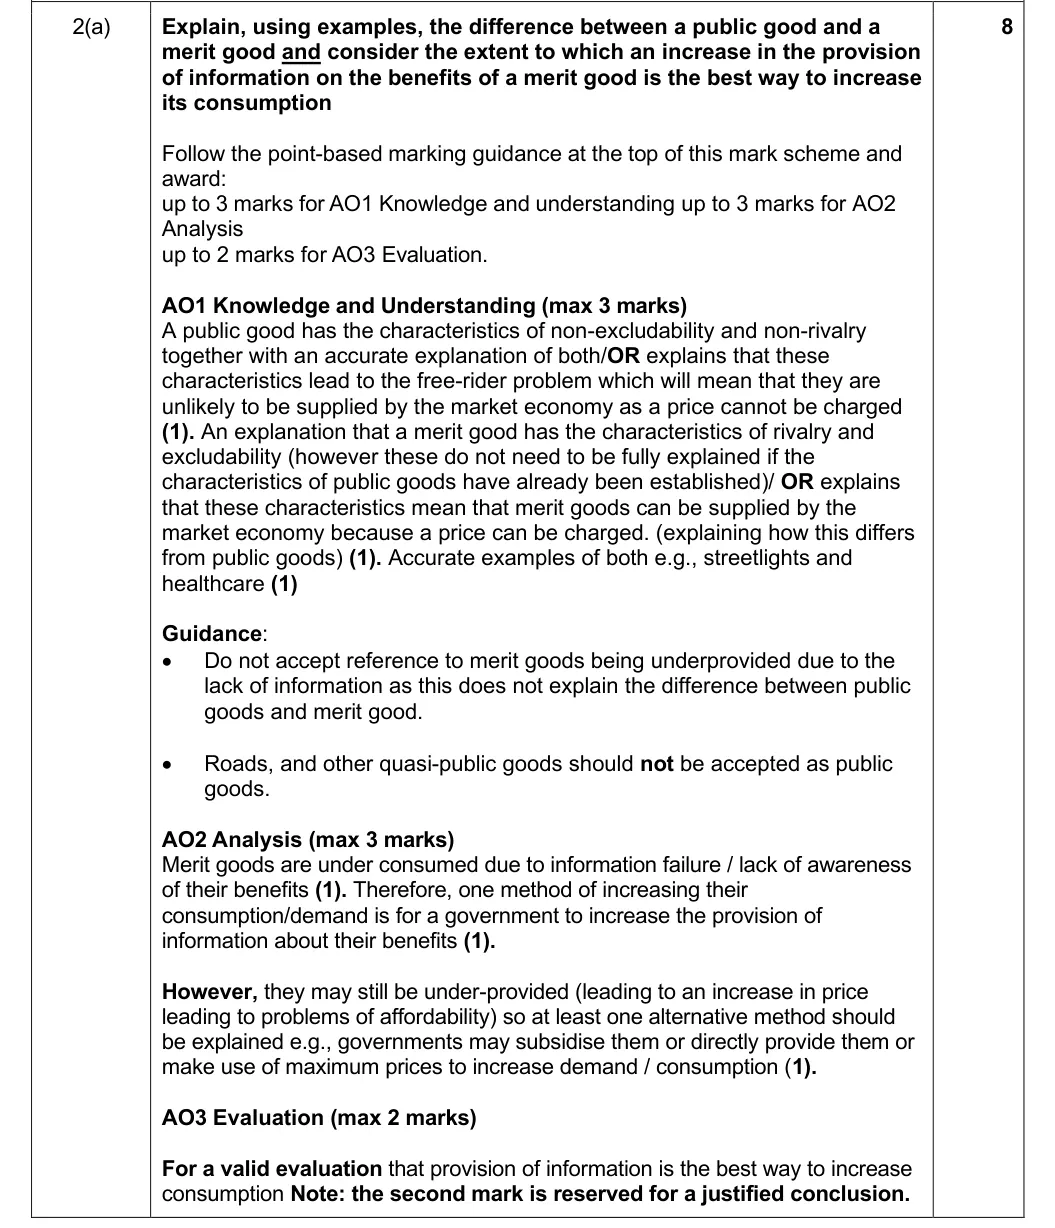 2(a)
Explain, using examples, the difference between a public good and a
merit good and consider the extent to which an increase in the provision
of information on the benefits of a merit good is the best way to increase
its consumption
8
Follow the point-based marking guidance at the top of this mark scheme and
award:
up to 3 marks for AO1 Knowledge and understanding up to 3 marks for AO2
Analysis
up to 2 marks for AO3 Evaluation.
AO1 Knowledge and Understanding (max 3 marks)
A public good has the characteristics of non-excludability and non-rivalry
together with an accurate explanation of both/OR explains that these
characteristics lead to the free-rider problem which will mean that they are
unlikely to be supplied by the market economy as a price cannot be charged
(1). An explanation that a merit good has the characteristics of rivalry and
excludability (however these do not need to be fully explained if the
characteristics of public goods have already been established)/ OR explains
that these characteristics mean that merit goods can be supplied by the
market economy because a price can be charged. (explaining how this differs
from public goods) (1). Accurate examples of both e.g., streetlights and
healthcare (1)
Guidance:
• Do not accept reference to merit goods being underprovided due to the
lack of information as this does not explain the difference between public
goods and merit good.
• Roads, and other quasi-public goods should not be accepted as public
goods.
AO2 Analysis (max 3 marks)
Merit goods are under consumed due to information failure / lack of awareness
of their benefits (1). Therefore, one method of increasing their
consumption/demand is for a government to increase the provision of
information about their benefits (1).
However, they may still be under-provided (leading to an increase in price
leading to problems of affordability) so at least one alternative method should
be explained e.g., governments may subsidise them or directly provide them or
make use of maximum prices to increase demand / consumption (1).
AO3 Evaluation (max 2 marks)
For a valid evaluation that provision of information is the best way to increase
consumption Note: the second mark is reserved for a justified conclusion.